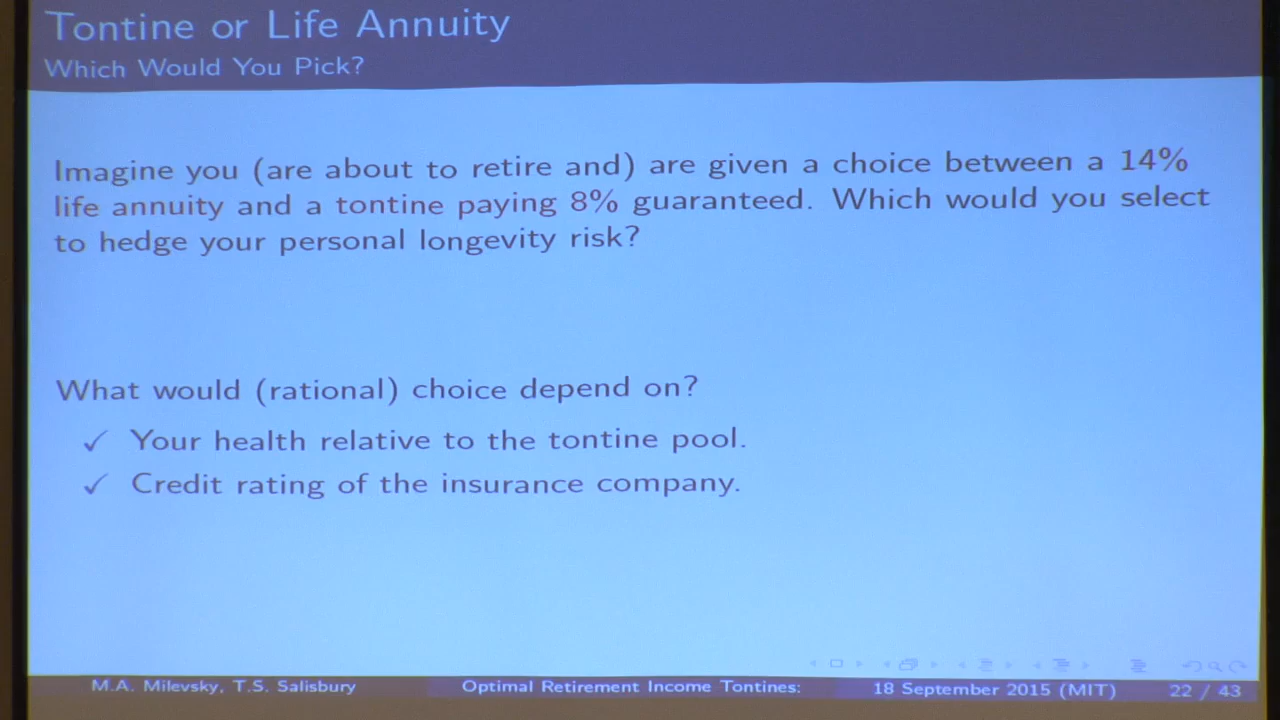 Tontine or Life Annuity
Which Would You Pick?
Imagine you (are about to retire and) are given a choice between a 14%
life annuity and a tontine paying 8% guaranteed. Which would you select
to hedge your personal longevity risk?
What would (rational) choice depend on?
✓ Your health relative to the tontine pool.
✓ Credit rating of the insurance company.
M.A. Milevsky, T.S. Salisbury Optimal Retirement Income Tontines: 18 September 2015 (MIT) 22 / 43